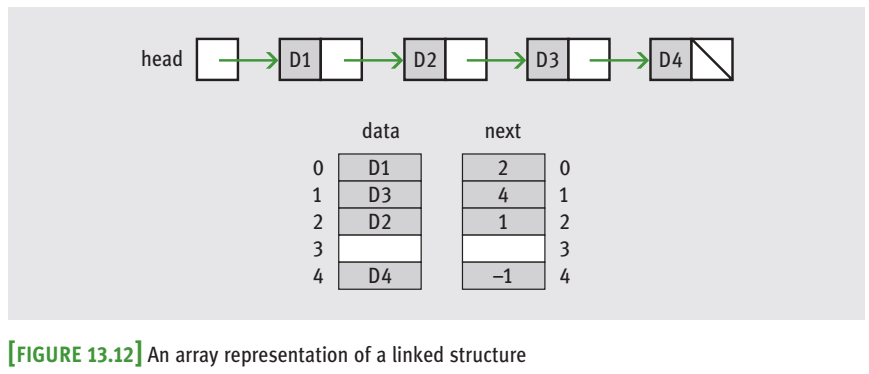 head D1 D2 D3 D4
data next
0 D1 2 0
1 D3 4 1
2 D2 1 2
3 3
4 D4 –1 4
[FIGURE 13.12] An array representation of a linked structure